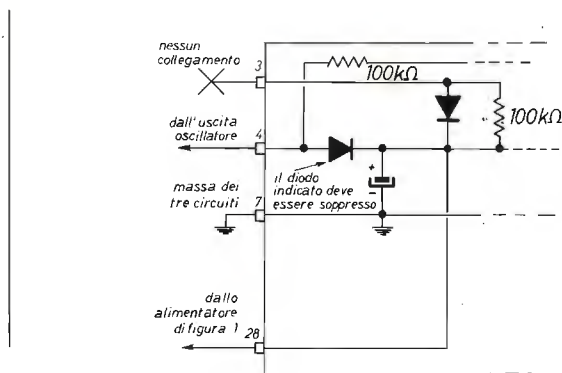 nessun
collegamento
3
100kΩ
100kΩ
dall'uscita
oscillatore
4
+
il diodo
indicato deve
essere soppresso
-
massa dei
tre circuiti
7
dallo
alimentatore
di figura 1
28